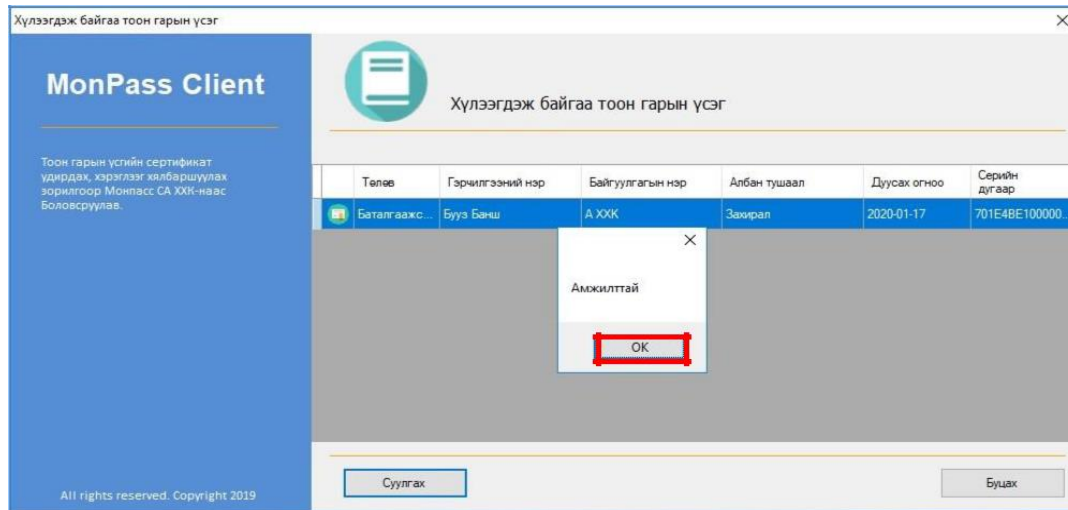 Хүлээгдэж байгаа тоон гарын үсэг
MonPass Client
Тоон гарын үсгийн сертификат
удирдах, хэрэглээг хялбаршуулах
зорилгоор Монпасс СА ХХК-наас
Боловсруулав.
All rights reserved. Copyright 2019
Хүлээгдэж байгаа тоон гарын үсэг
Төлөв Гэрчилгээний нэр Байгууллагын нэр Албан тушаал Дуусах огноо Серийн
дугаар
Баталгаажс... Бууз Банш А ХХК Захирал 2020-01-17 701E4BE100000...
Амжилттай
OK
Суулгах
Буцах